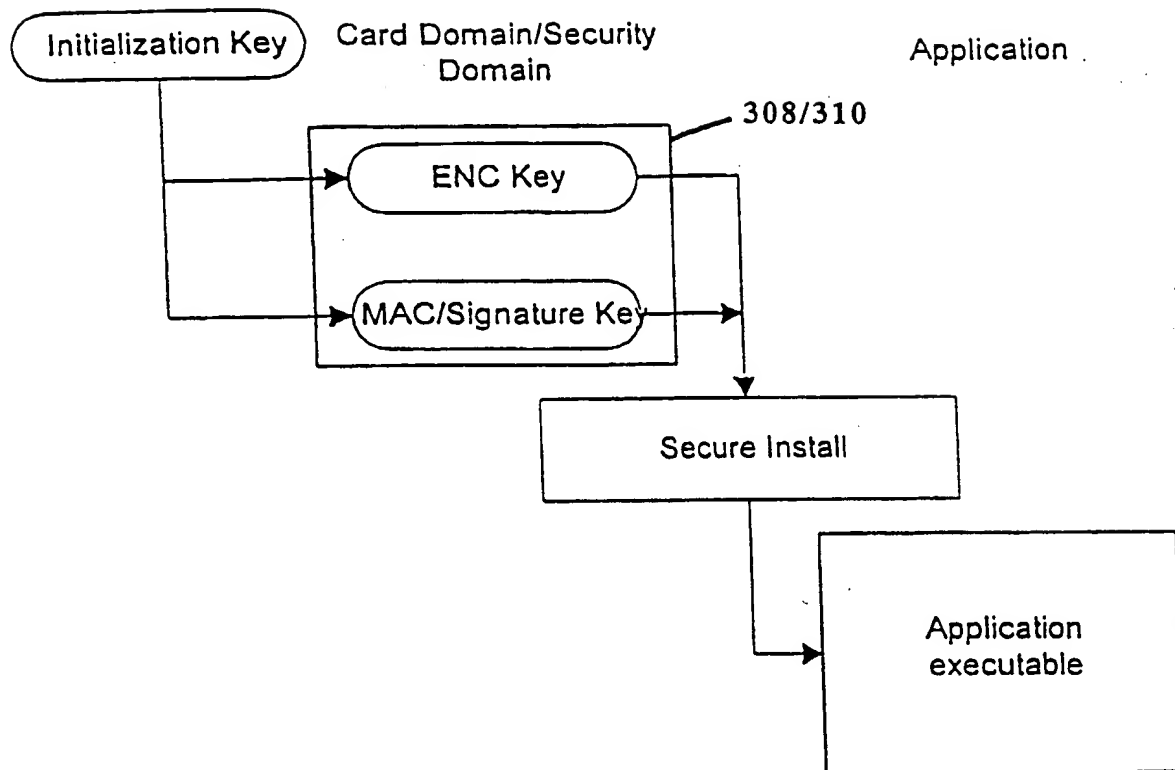 Initialization Key
Card Domain/Security
Domain
Application
308/310
ENC Key
MAC/Signature Key
Secure Install
Application
executable